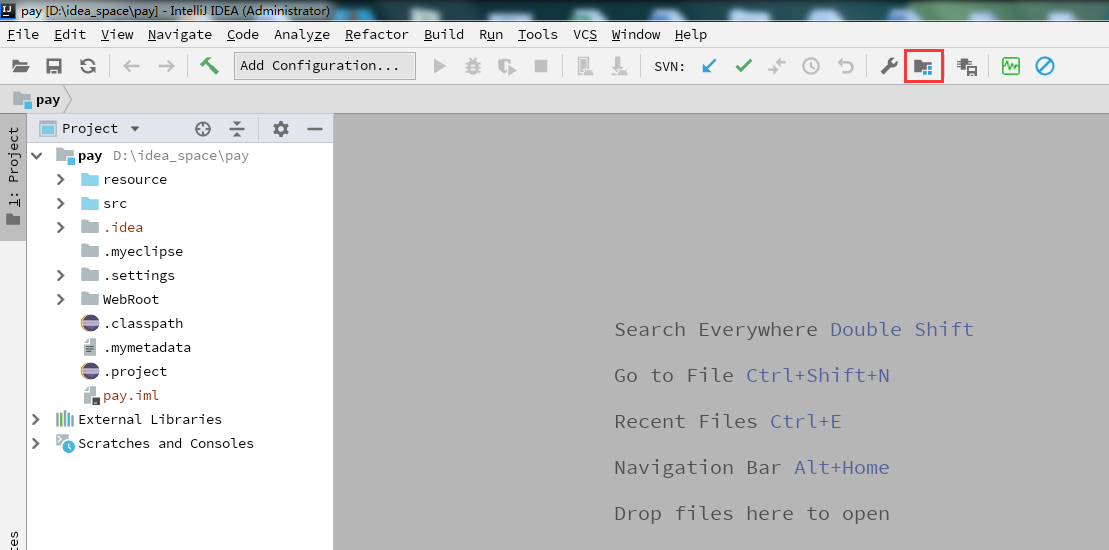 pay [D:\idea_space\pay] - IntelliJ IDEA (Administrator)
File Edit View Navigate Code Analyze Refactor Build Run Tools VCS Window Help
Add Configuration... SVN:
pay
1: Project
Project
pay D:\idea_space\pay
resource
src
.idea
.myeclipse
.settings
WebRoot
.classpath
.mymetadata
.project
pay.iml
External Libraries
Scratches and Consoles
Search Everywhere Double Shift
Go to File Ctrl+Shift+N
Recent Files Ctrl+E
Navigation Bar Alt+Home
Drop files here to open